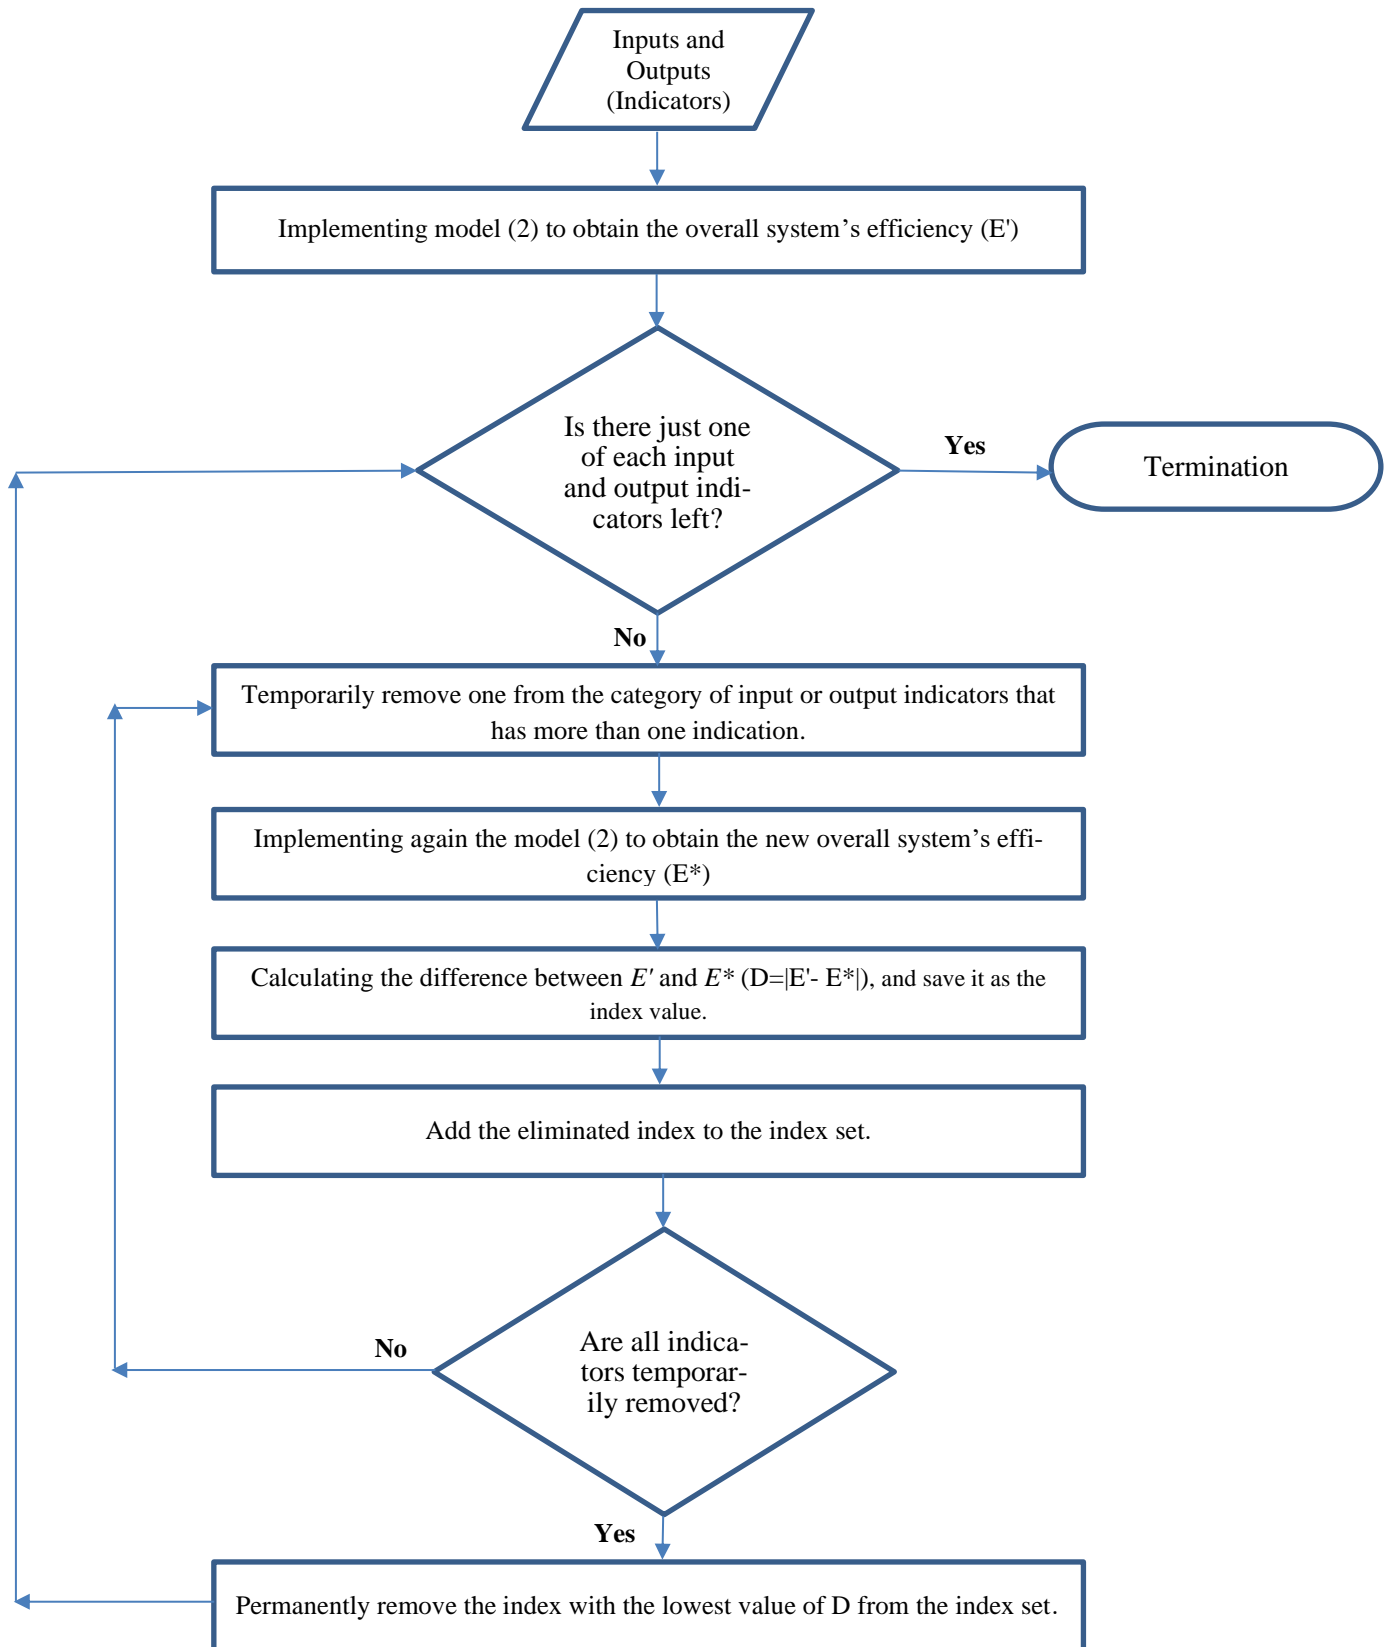 Inputs and
Outputs
(Indicators)
Implementing model (2) to obtain the overall system’s efficiency (E')
Is there just one
of each input
and output indi-
cators left?
Yes
Termination
No
Temporarily remove one from the category of input or output indicators that
has more than one indication.
Implementing again the model (2) to obtain the new overall system’s effi-
ciency (E*)
Calculating the difference between E' and E* (D=|E'- E*|), and save it as the
index value.
Add the eliminated index to the index set.
Are all indica-
tors temporar-
ily removed?
No
Yes
Permanently remove the index with the lowest value of D from the index set.